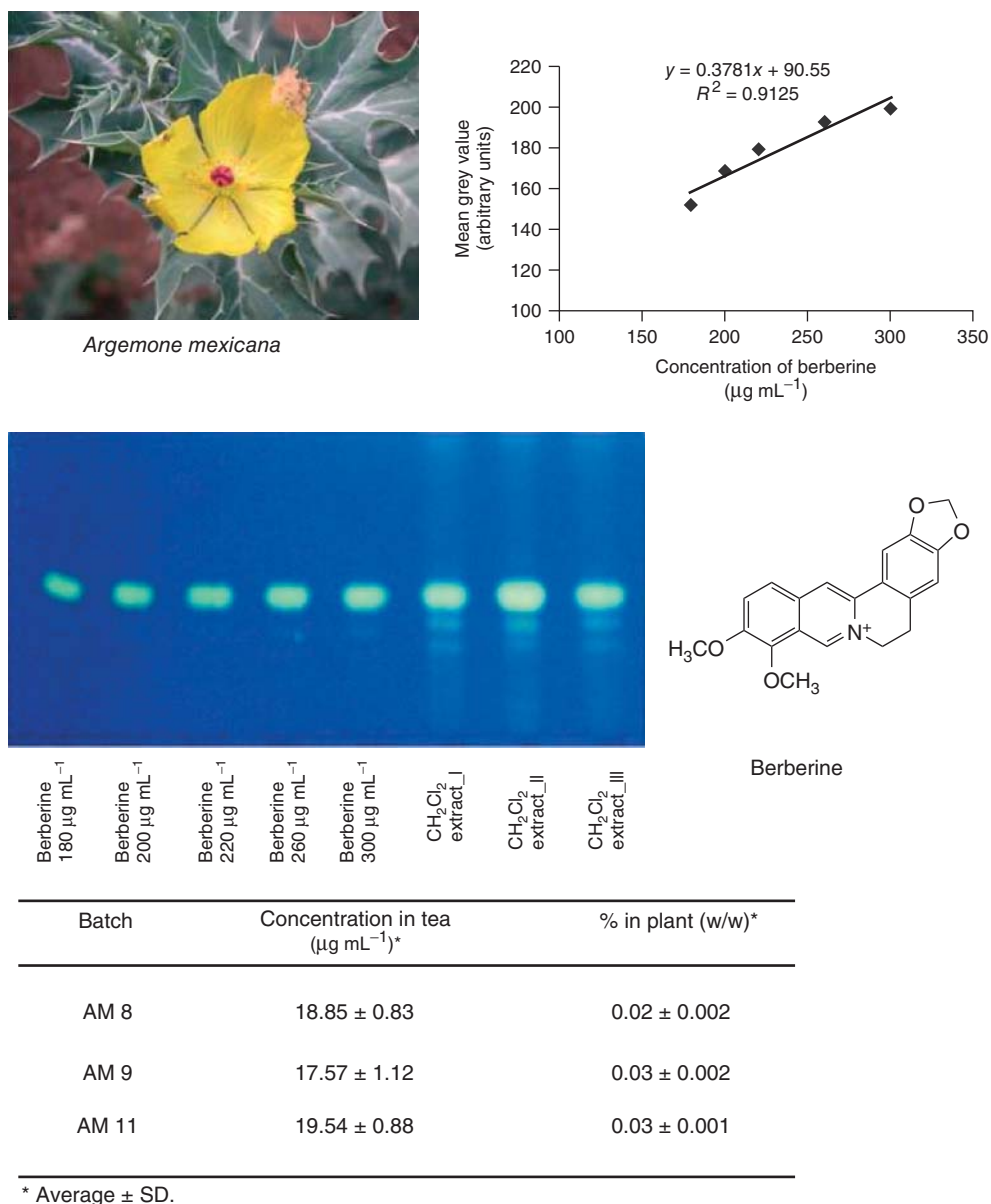 Argemone mexicana
y = 0.3781x + 90.55
R² = 0.9125
220
200
180
160
140
120
100
Mean grey value
(arbitrary units)
100 150 200 250 300 350
Concentration of berberine
(μg mL⁻¹)
Berberine
180 μg mL⁻¹
Berberine
200 μg mL⁻¹
Berberine
220 μg mL⁻¹
Berberine
260 μg mL⁻¹
Berberine
300 μg mL⁻¹
CH₂Cl₂
extract_I
CH₂Cl₂
extract_II
CH₂Cl₂
extract_III
O
O
N⁺
H₃CO
OCH₃
Berberine
Batch Concentration in tea % in plant (w/w)*
(μg mL⁻¹)*
AM 8 18.85 ± 0.83 0.02 ± 0.002
AM 9 17.57 ± 1.12 0.03 ± 0.002
AM 11 19.54 ± 0.88 0.03 ± 0.001
* Average ± SD.